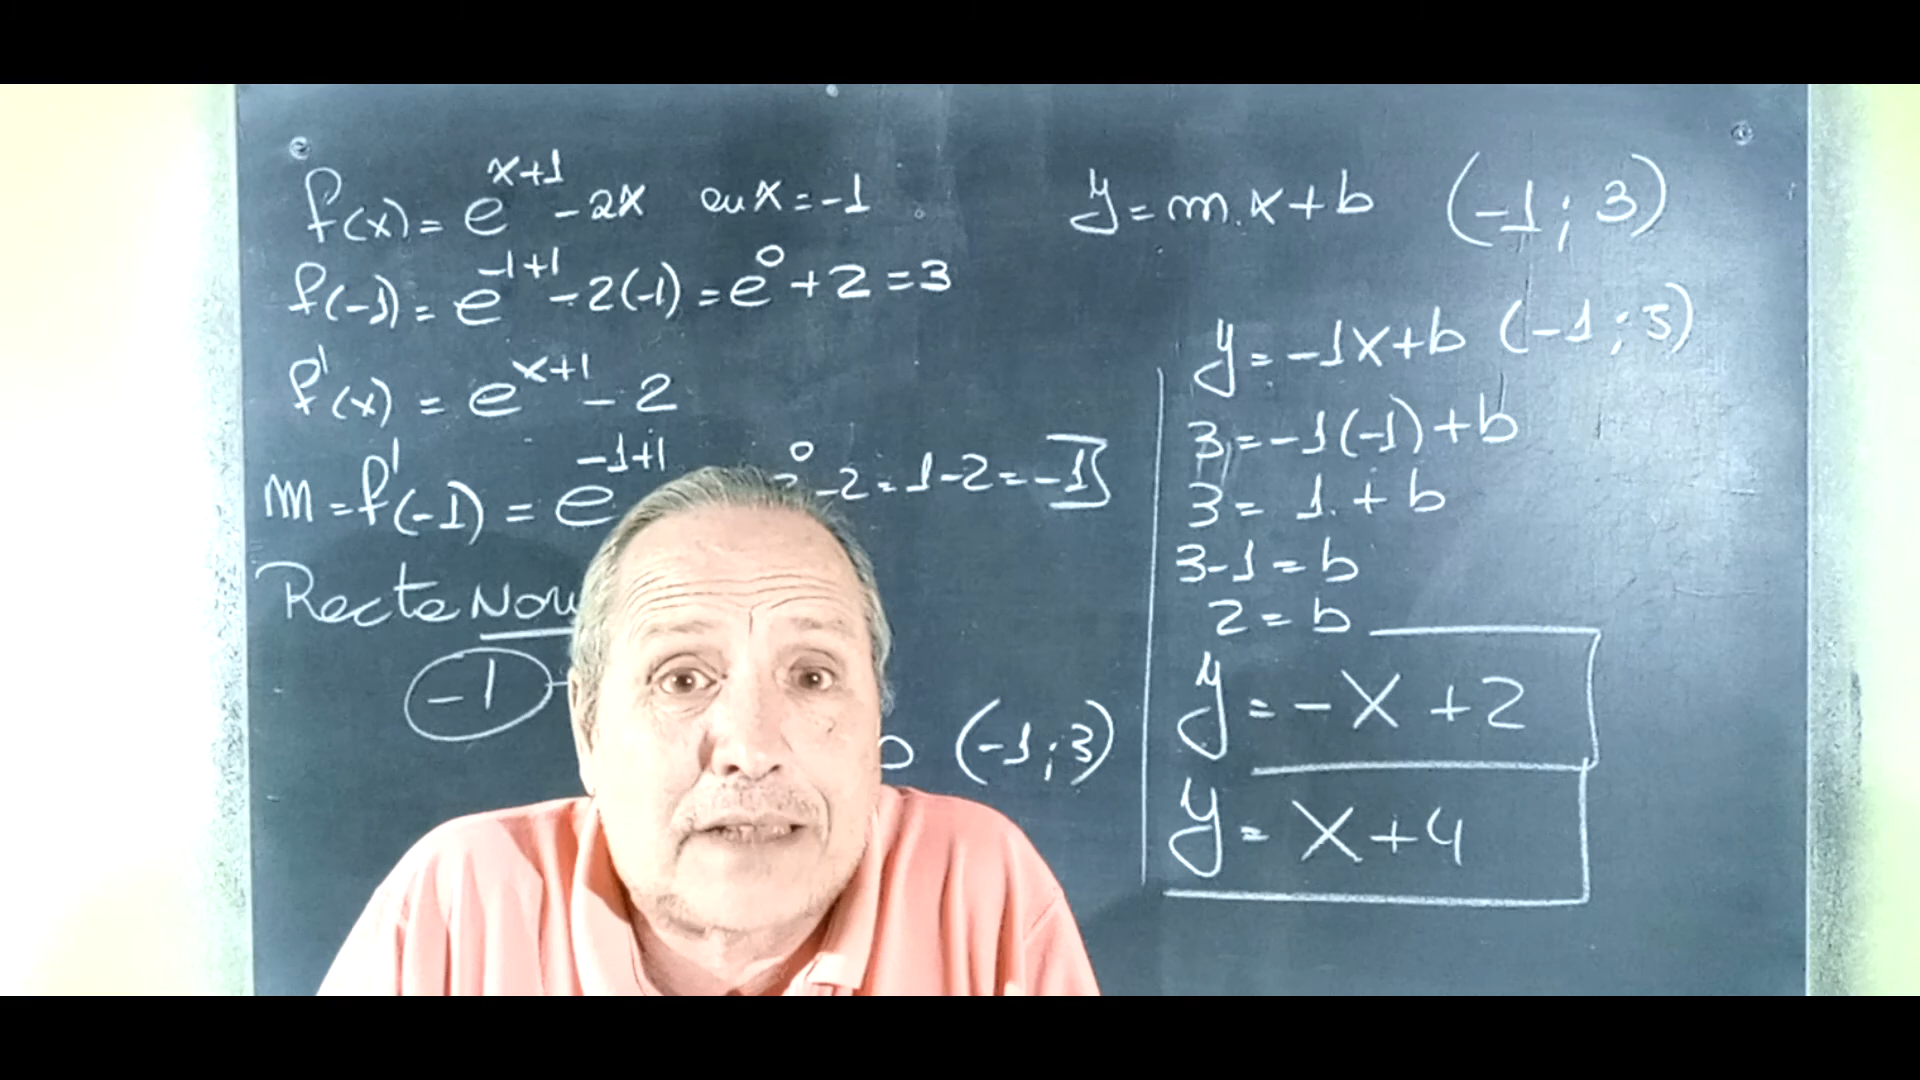 f(x) = e^{x+1} - 2x en x = -1
f(-1) = e^{-1+1} - 2(-1) = e^0 + 2 = 3
f'(x) = e^{x+1} - 2
m = f'(-1) = e^{-1+1} - 2 = 1 - 2 = -1
Recta
-1
(-1; 3)
y = m.x + b (-1; 3)
y = -1x + b (-1; 3)
3 = -1(-1) + b
3 = 1. + b
3 - 1 = b
2 = b
y = -x + 2
y = x + 4